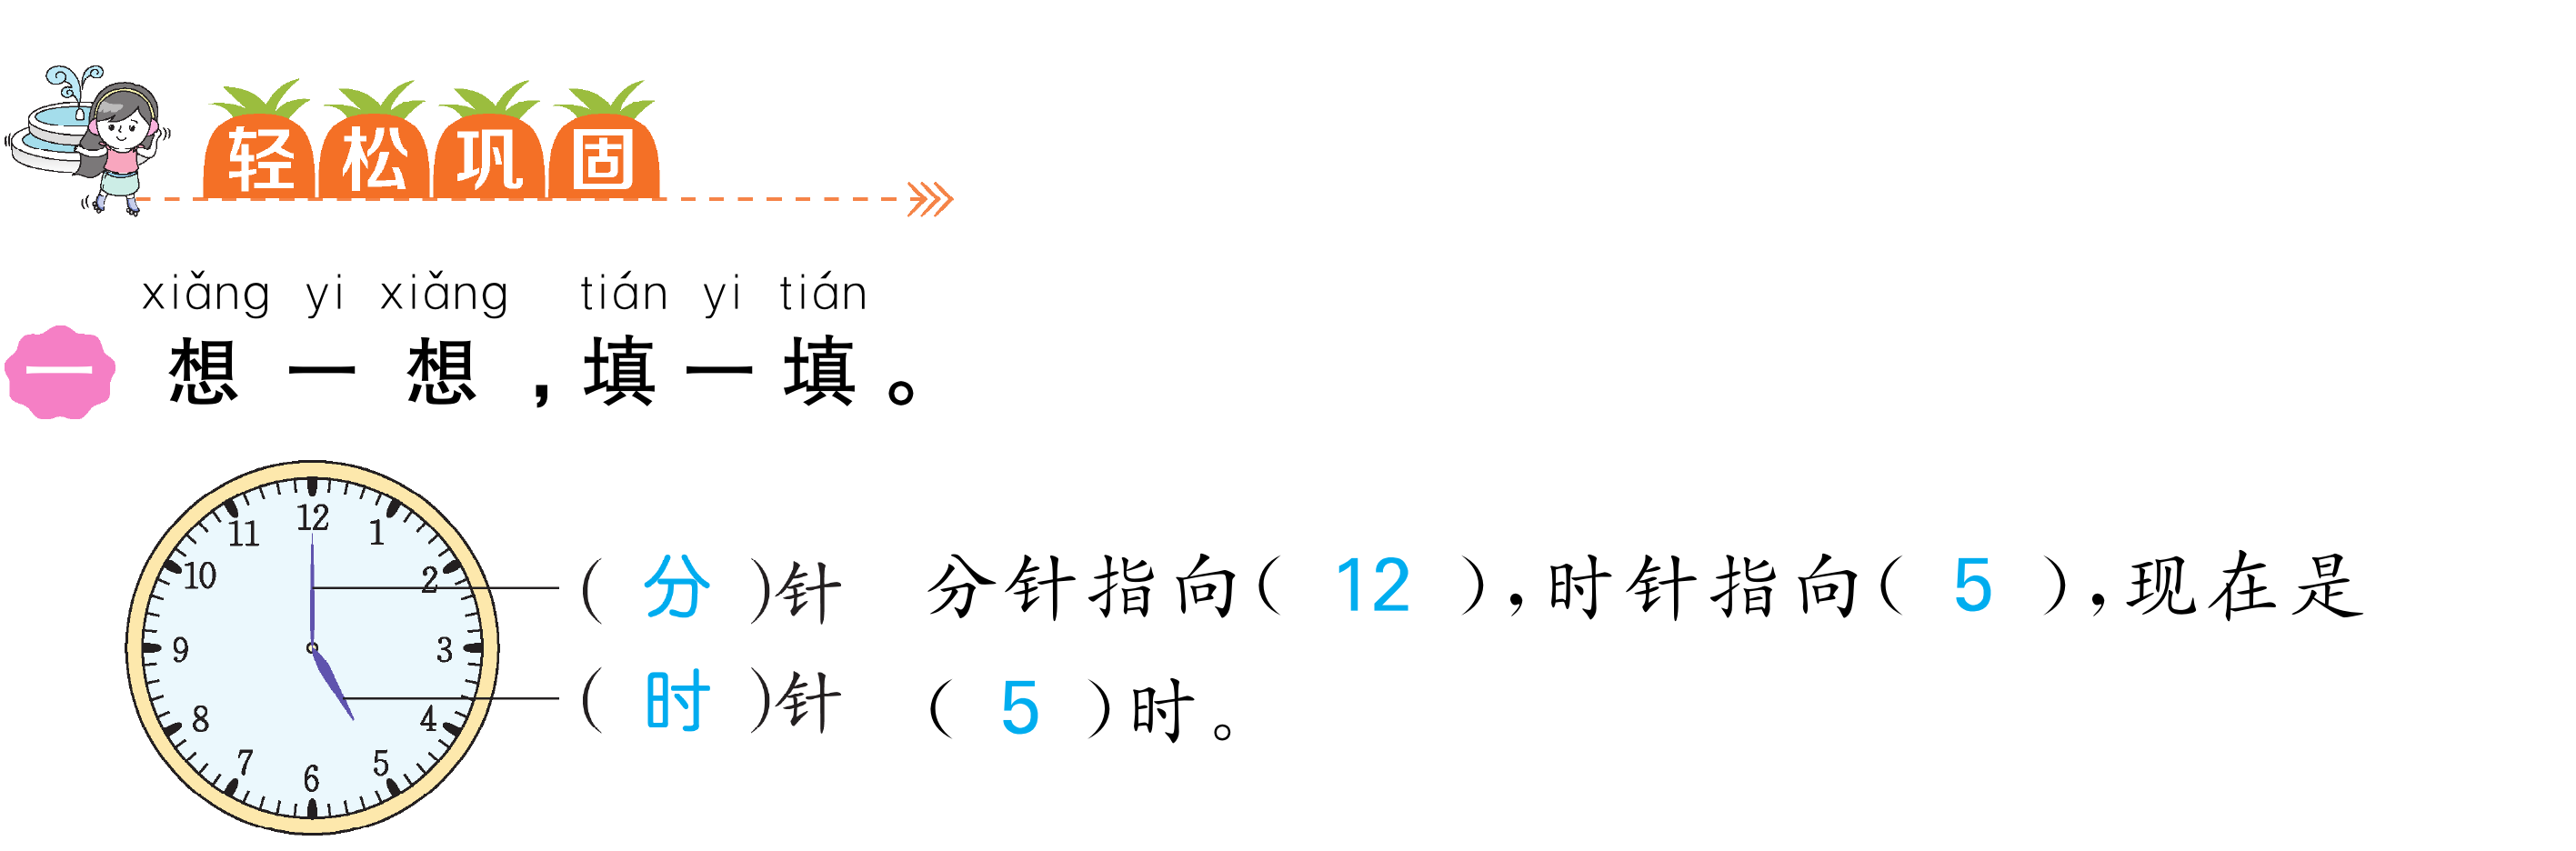 轻松巩固
xiǎng yi xiǎng tián yi tián
一 想一想,填一填。
12
11 1
10 2
9 3
8 4
7 5
6
(分)针 分针指向(12),时针指向(5),现在是
(时)针 (5)时。